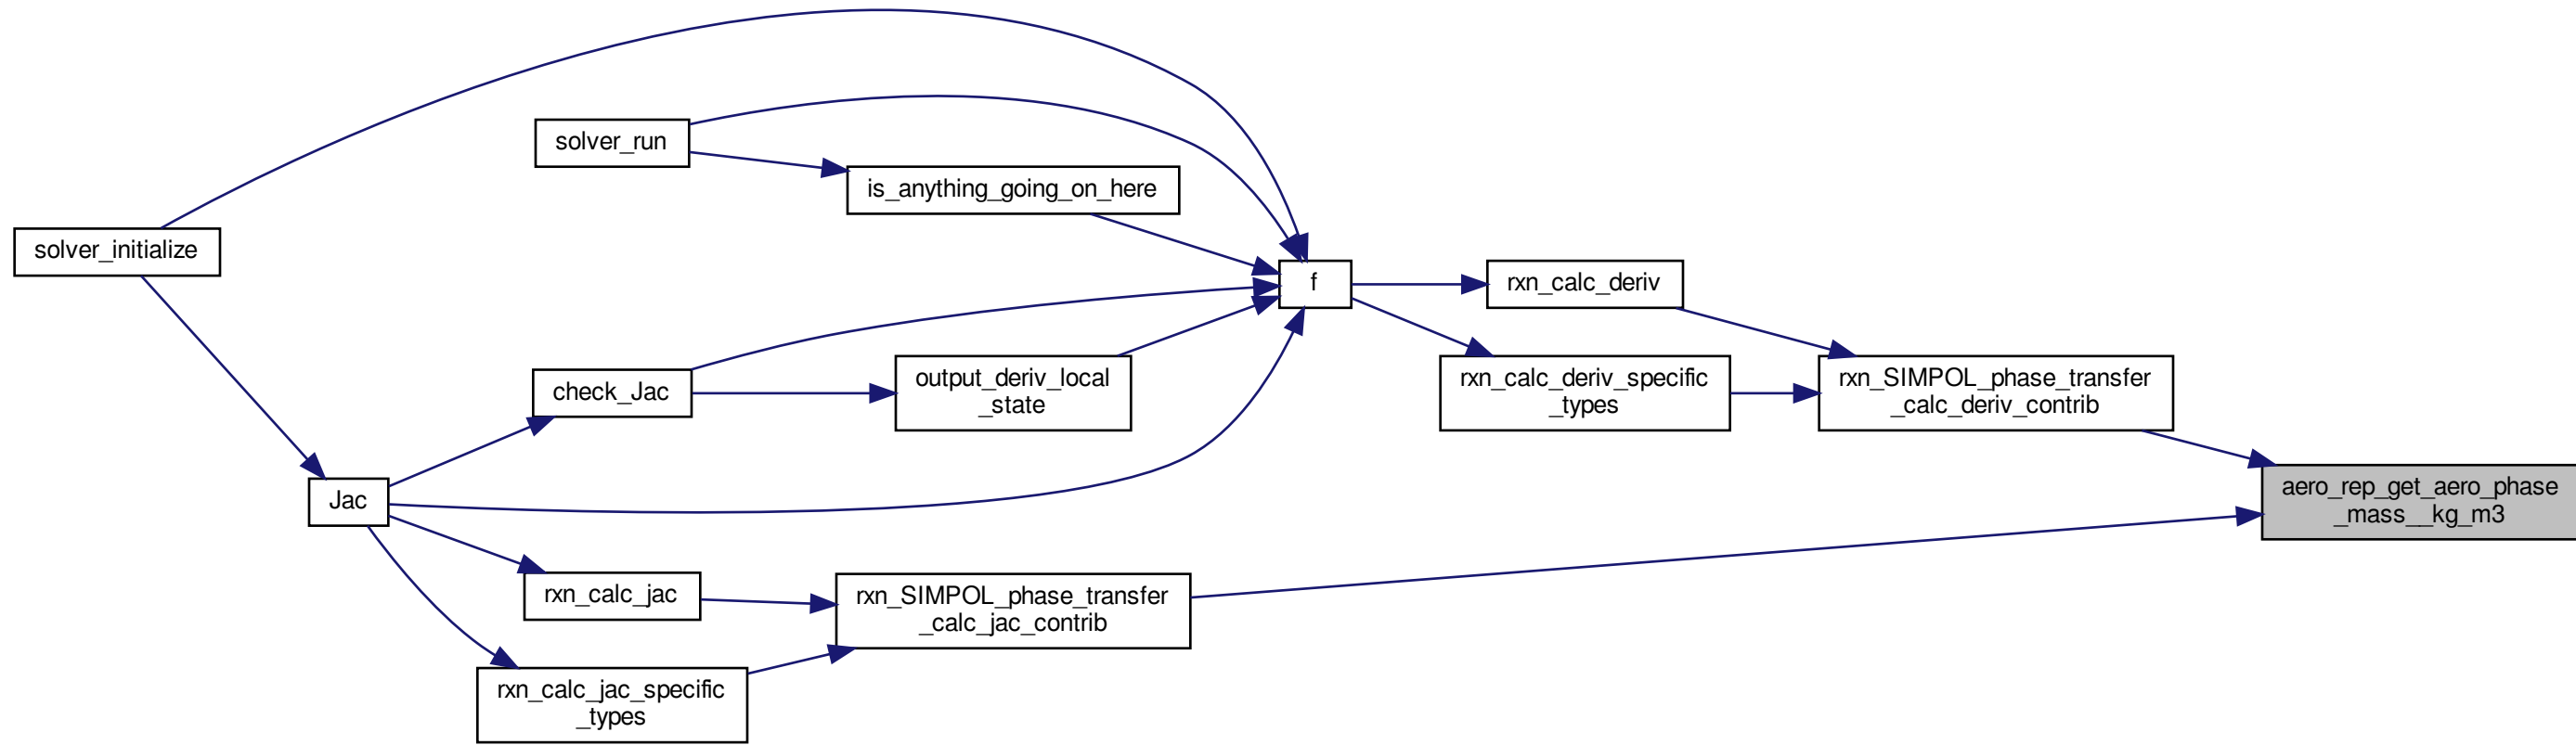 solver_run
is_anything_going_on_here
solver_initialize
f
rxn_calc_deriv
check_Jac
output_deriv_local
_state
rxn_calc_deriv_specific
_types
rxn_SIMPOL_phase_transfer
_calc_deriv_contrib
Jac
aero_rep_get_aero_phase
_mass__kg_m3
rxn_calc_jac
rxn_SIMPOL_phase_transfer
_calc_jac_contrib
rxn_calc_jac_specific
_types